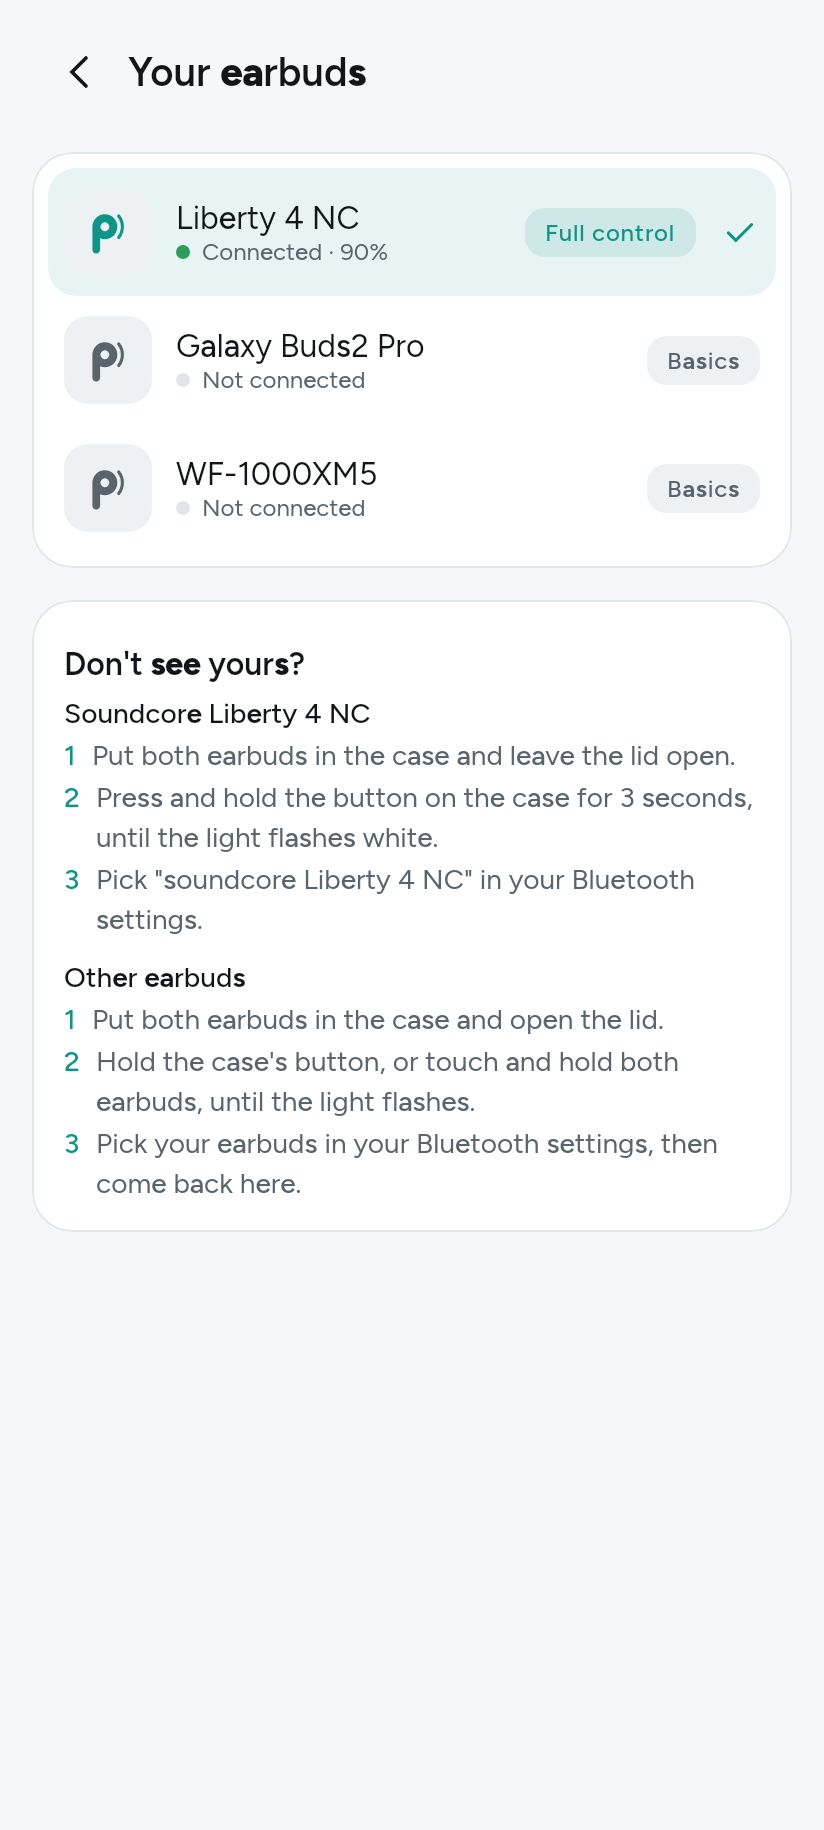 Your earbuds
Liberty 4 NC
Connected · 90%
Full control
Galaxy Buds2 Pro
Not connected
Basics
WF-1000XM5
Not connected
Basics
Don't see yours?
Soundcore Liberty 4 NC
1 Put both earbuds in the case and leave the lid open.
2 Press and hold the button on the case for 3 seconds,
until the light flashes white.
3 Pick "soundcore Liberty 4 NC" in your Bluetooth
settings.
Other earbuds
1 Put both earbuds in the case and open the lid.
2 Hold the case's button, or touch and hold both
earbuds, until the light flashes.
3 Pick your earbuds in your Bluetooth settings, then
come back here.